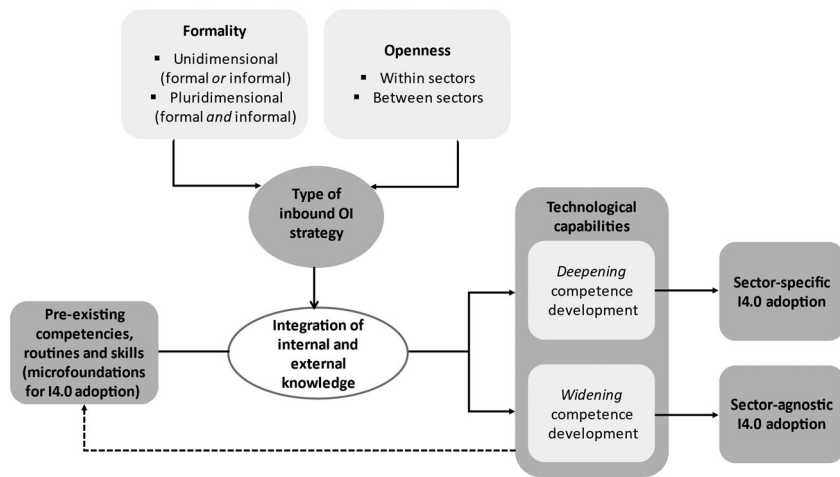 Formality
▪ Unidimensional
(formal or informal)
▪ Pluridimensional
(formal and informal)
Openness
▪ Within sectors
▪ Between sectors
Type of
inbound OI
strategy
Pre-existing
competencies,
routines and skills
(microfoundations
for I4.0 adoption)
Integration of
internal and
external
knowledge
Technological
capabilities
Deepening
competence
development
Widening
competence
development
Sector-specific
I4.0 adoption
Sector-agnostic
I4.0 adoption